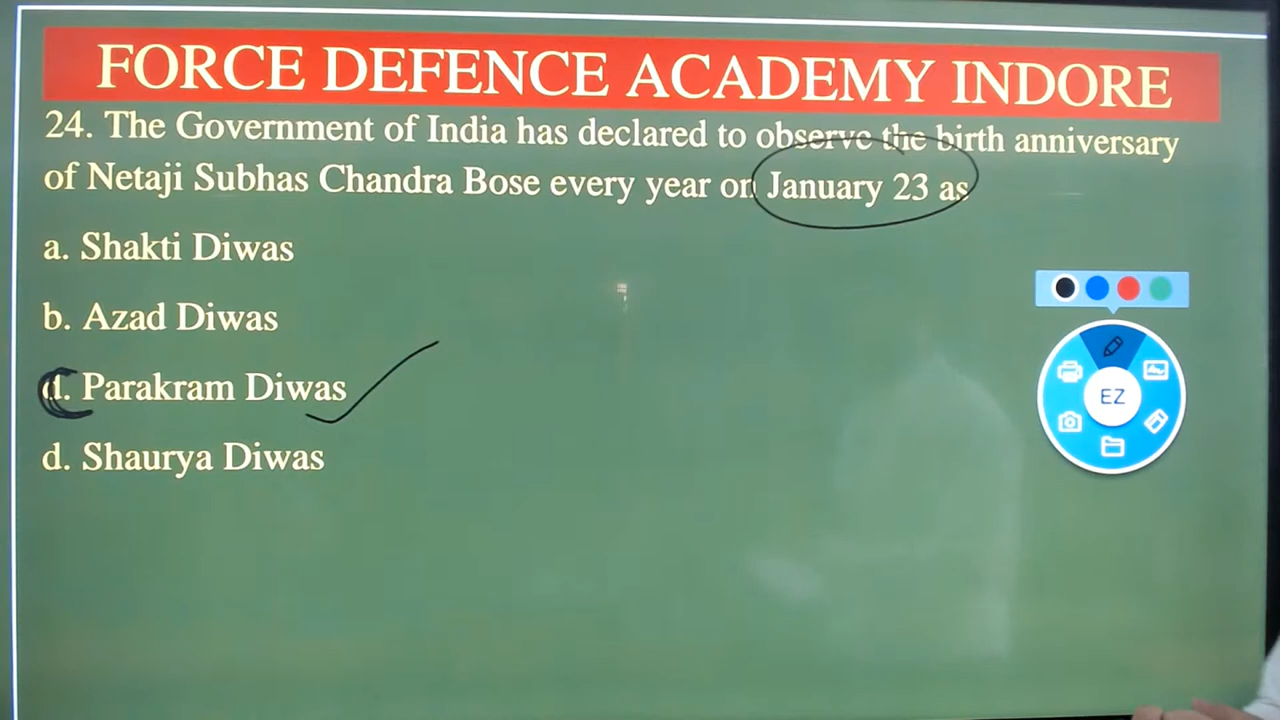 FORCE DEFENCE ACADEMY INDORE
24. The Government of India has declared to observe the birth anniversary
of Netaji Subhas Chandra Bose every year on January 23 as
a. Shakti Diwas
b. Azad Diwas
d. Parakram Diwas
d. Shaurya Diwas
EZ